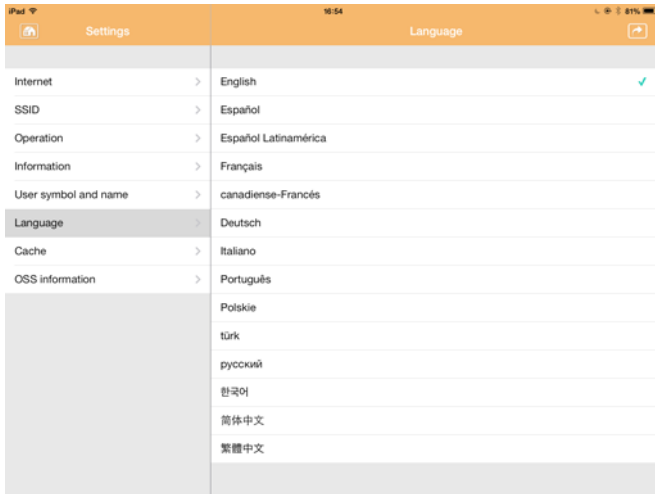 iPad 16:54 81%
Settings
Language
Internet
SSID
Operation
Information
User symbol and name
Language
Cache
OSS information
English
Español
Español Latinamérica
Français
canadiense-Francés
Deutsch
Italiano
Português
Polskie
türk
русский
한국어
简体中文
繁體中文